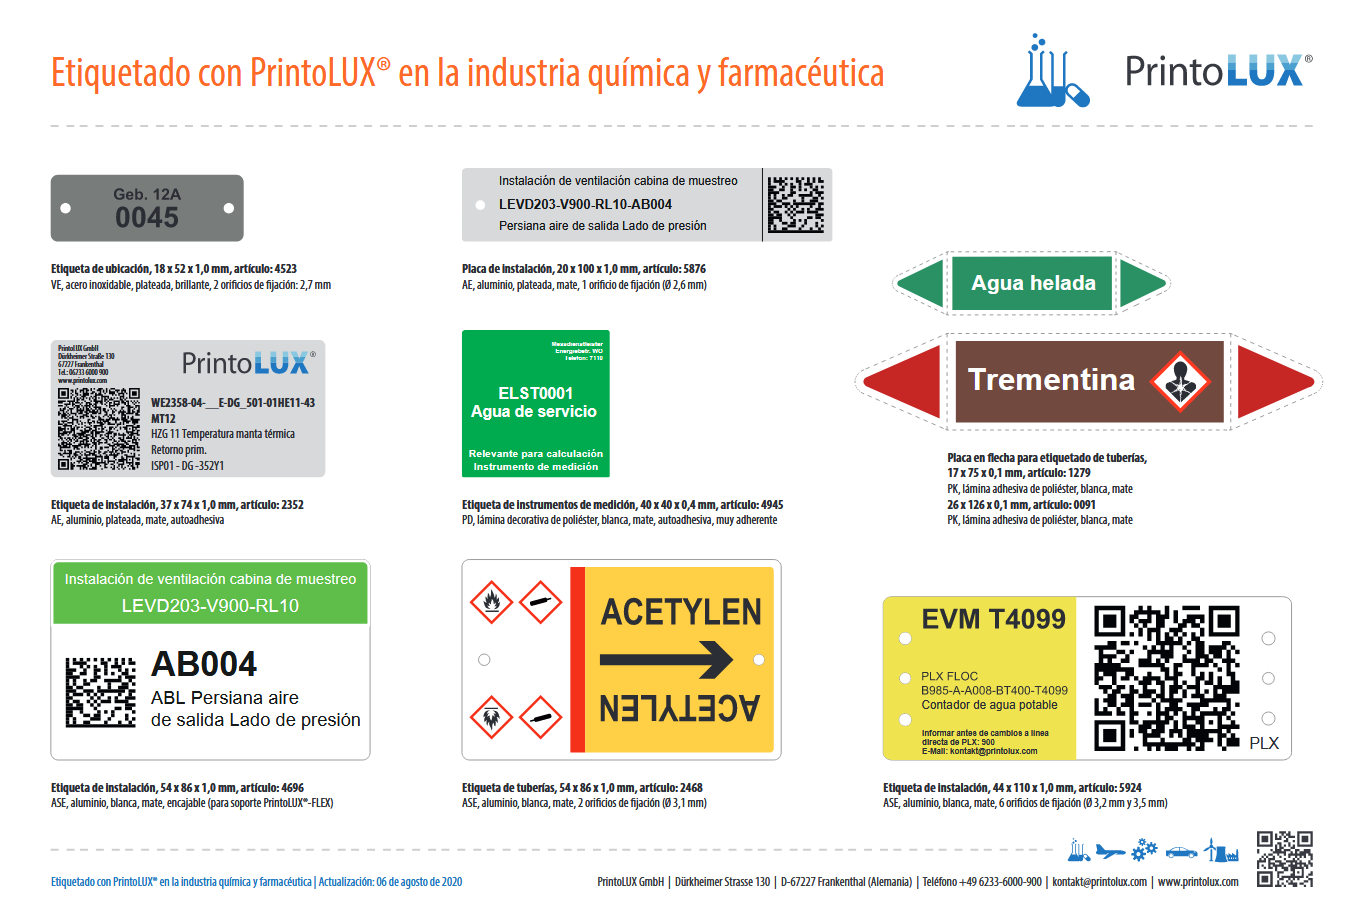 Etiquetado con PrintoLUX® en la industria química y farmacéutica
PrintoLUX®
Geb. 12A
0045
Etiqueta de ubicación, 18 x 52 x 1,0 mm, artículo: 4523
VE, acero inoxidable, plateada, brillante, 2 orificios de fijación: 2,7 mm
Instalación de ventilación cabina de muestreo
LEVD203-V900-RL10-AB004
Persiana aire de salida Lado de presión
Placa de instalación, 20 x 100 x 1,0 mm, artículo: 5876
AE, aluminio, plateada, mate, 1 orificio de fijación (Ø 2,6 mm)
Agua helada
Trementina
Placa en flecha para etiquetado de tuberías,
17 x 75 x 0,1 mm, artículo: 1279
PK, lámina adhesiva de poliéster, blanca, mate
26 x 126 x 0,1 mm, artículo: 0091
PK, lámina adhesiva de poliéster, blanca, mate
PrintoLUX GmbH
Dürkheimer Straße 130
67227 Frankenthal
Tel.: 06233 6000 900
www.printolux.com
PrintoLUX®
WE2358-04-__E-DG_501-01HE11-43
MT12
HZG 11 Temperatura manta térmica
Retorno prim.
ISP01 - DG -352Y1
Etiqueta de instalación, 37 x 74 x 1,0 mm, artículo: 2352
AE, aluminio, plateada, mate, autoadhesiva
Messdienstleister
Energiebetr. WO
Telefon: 7110
ELST0001
Agua de servicio
Relevante para calculación
Instrumento de medición
Etiqueta de instrumentos de medición, 40 x 40 x 0,4 mm, artículo: 4945
PD, lámina decorativa de poliéster, blanca, mate, autoadhesiva, muy adherente
Instalación de ventilación cabina de muestreo
LEVD203-V900-RL10
AB004
ABL Persiana aire
de salida Lado de presión
Etiqueta de instalación, 54 x 86 x 1,0 mm, artículo: 4696
ASE, aluminio, blanca, mate, encajable (para soporte PrintoLUX®-FLEX)
ACETYLEN
ACETYLEN
Etiqueta de tuberías, 54 x 86 x 1,0 mm, artículo: 2468
ASE, aluminio, blanca, mate, 2 orificios de fijación (Ø 3,1 mm)
EVM T4099
PLX FLOC
B985-A-A008-BT400-T4099
Contador de agua potable
Informar antes de cambios a línea
directa de PLX: 900
E-Mail: kontakt@printolux.com
PLX
Etiqueta de instalación, 44 x 110 x 1,0 mm, artículo: 5924
ASE, aluminio, blanca, mate, 6 orificios de fijación (Ø 3,2 mm y 3,5 mm)
Etiquetado con PrintoLUX® en la industria química y farmacéutica | Actualización: 06 de agosto de 2020
PrintoLUX GmbH | Dürkheimer Strasse 130 | D-67227 Frankenthal (Alemania) | Teléfono +49 6233-6000-900 | kontakt@printolux.com | www.printolux.com